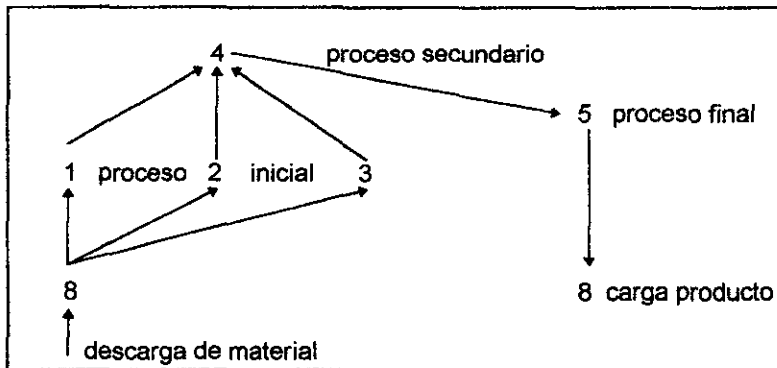 4 proceso secundario
5 proceso final
1 proceso 2 inicial 3
8
8 carga producto
descarga de material